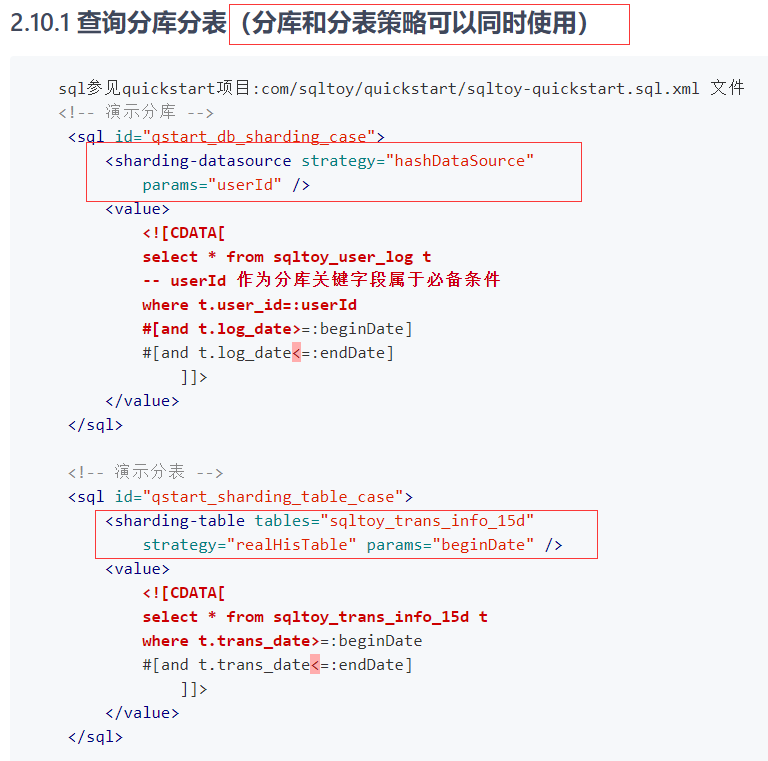 2.10.1 查询分库分表（分库和分表策略可以同时使用）
sql参见quickstart项目:com/sqltoy/quickstart/sqltoy-quickstart.sql.xml 文件
<!-- 演示分库 -->
<sql id="qstart_db_sharding_case">
<sharding-datasource strategy="hashDataSource"
params="userId" />
<value>
<![CDATA[
select * from sqltoy_user_log t
-- userId 作为分库关键字段属于必备条件
where t.user_id=:userId
#[and t.log_date>=:beginDate]
#[and t.log_date<=:endDate]
]]>
</value>
</sql>
<!-- 演示分表 -->
<sql id="qstart_sharding_table_case">
<sharding-table tables="sqltoy_trans_info_15d"
strategy="realHisTable" params="beginDate" />
<value>
<![CDATA[
select * from sqltoy_trans_info_15d t
where t.trans_date>=:beginDate
#[and t.trans_date<=:endDate]
]]>
</value>
</sql>